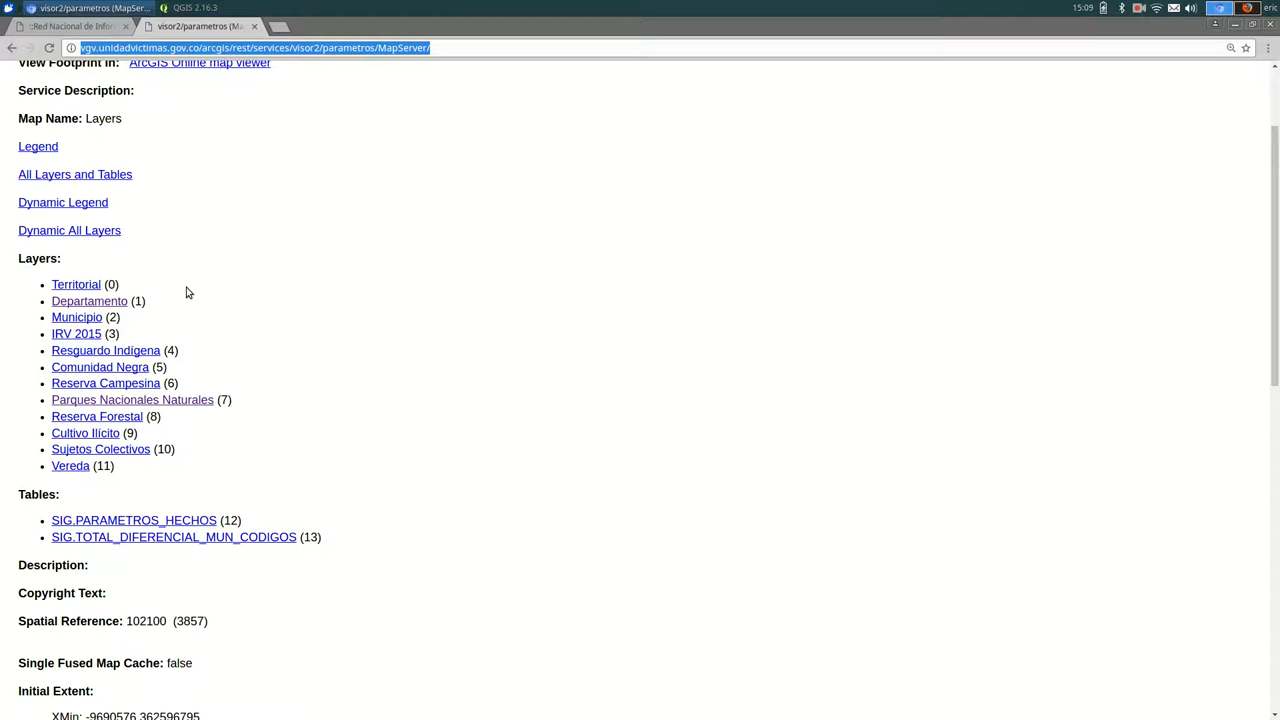 visor2/parametros (MapSer... QGIS 2.16.3 15:09 eric
::Red Nacional de Infor visor2/parametros (Ma
vgv.unidadvictimas.gov.co/arcgis/rest/services/visor2/parametros/MapServer/
View Footprint In: ArcGIS Online map viewer
Service Description:
Map Name: Layers
Legend
All Layers and Tables
Dynamic Legend
Dynamic All Layers
Layers:
Territorial (0)
Departamento (1)
Municipio (2)
IRV 2015 (3)
Resguardo Indígena (4)
Comunidad Negra (5)
Reserva Campesina (6)
Parques Nacionales Naturales (7)
Reserva Forestal (8)
Cultivo Ilícito (9)
Sujetos Colectivos (10)
Vereda (11)
Tables:
SIG.PARAMETROS_HECHOS (12)
SIG.TOTAL_DIFERENCIAL_MUN_CODIGOS (13)
Description:
Copyright Text:
Spatial Reference: 102100 (3857)
Single Fused Map Cache: false
Initial Extent:
XMin: -9690576.362596795